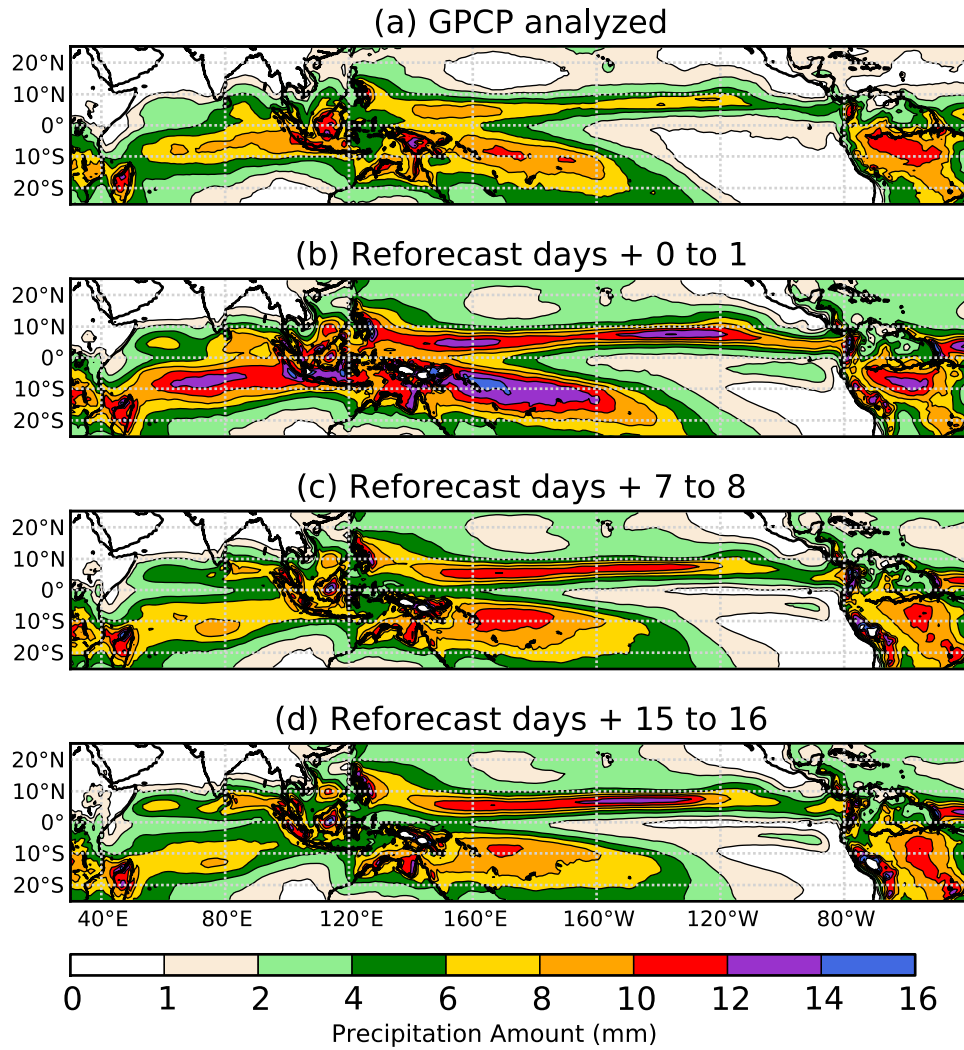 (a) GPCP analyzed
20°N
10°N
0°
10°S
20°S
(b) Reforecast days + 0 to 1
20°N
10°N
0°
10°S
20°S
(c) Reforecast days + 7 to 8
20°N
10°N
0°
10°S
20°S
(d) Reforecast days + 15 to 16
20°N
10°N
0°
10°S
20°S
40°E 80°E 120°E 160°E 160°W 120°W 80°W
0 1 2 4 6 8 10 12 14 16
Precipitation Amount (mm)